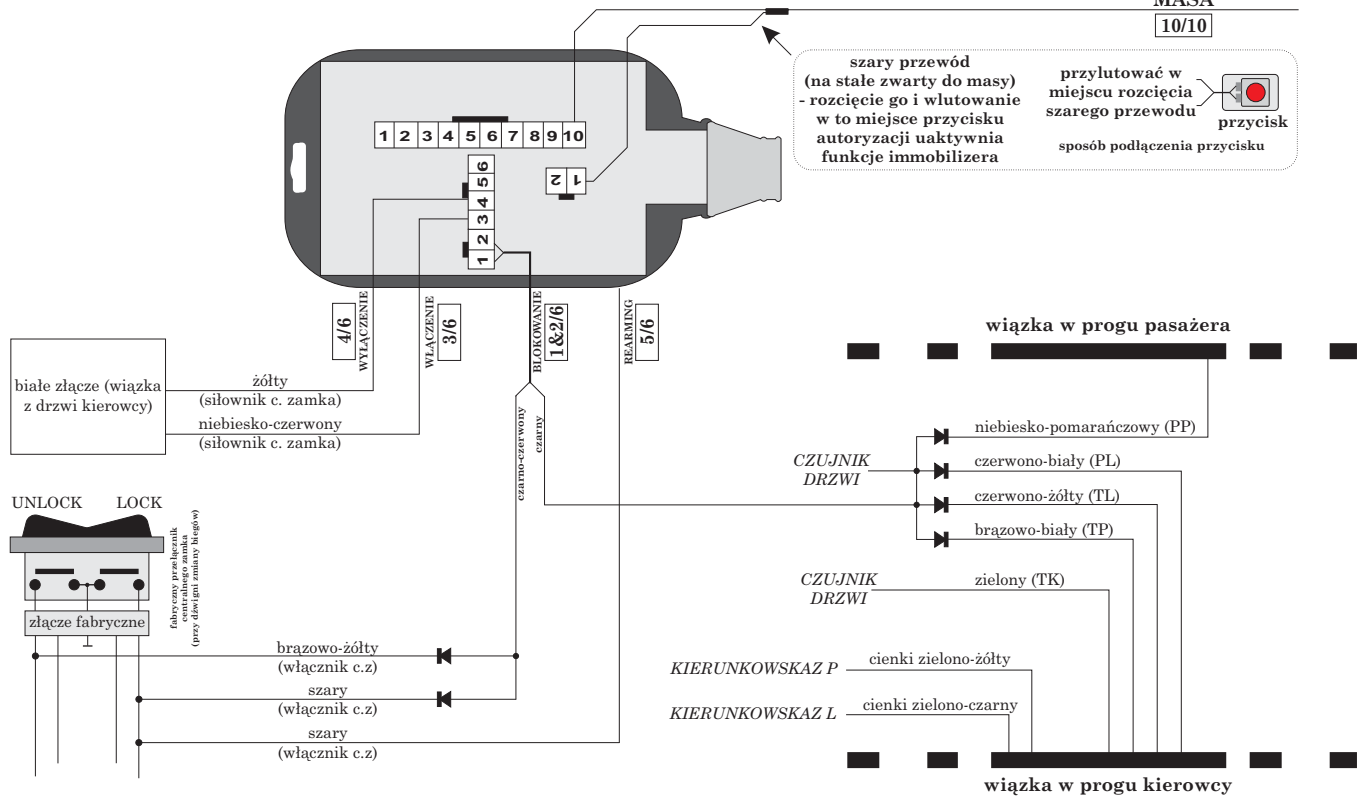 MASA
10/10
szary przewód
(na stałe zwarty do masy)
- rozcięcie go i wlutowanie
w to miejsce przycisku
autoryzacji uaktywnia
funkcje immobilizera
przylutować w
miejscu rozcięcia
szarego przewodu
przycisk
sposób podłączenia przycisku
1 2 3 4 5 6 7 8 9 10
1 2 3 4 5 6
2 1
4/6
WYŁĄCZENIE
WŁĄCZENIE
3/6
BLOKOWANIE
1&2/6
REARMING
5/6
białe złącze (wiązka
z drzwi kierowcy)
żółty
(siłownik c. zamka)
niebiesko-czerwony
(siłownik c. zamka)
czarno-czerwony
czarny
UNLOCK LOCK
fabryczny przełącznik
centralnego zamka
(przy dźwigni zmiany biegów)
złącze fabryczne
brązowo-żółty
(włącznik c.z)
szary
(włącznik c.z)
szary
(włącznik c.z)
wiązka w progu pasażera
niebiesko-pomarańczowy (PP)
CZUJNIK
DRZWI
czerwono-biały (PL)
czerwono-żółty (TL)
brązowo-biały (TP)
CZUJNIK
DRZWI
zielony (TK)
KIERUNKOWSKAZ P
cienki zielono-żółty
KIERUNKOWSKAZ L
cienki zielono-czarny
wiązka w progu kierowcy